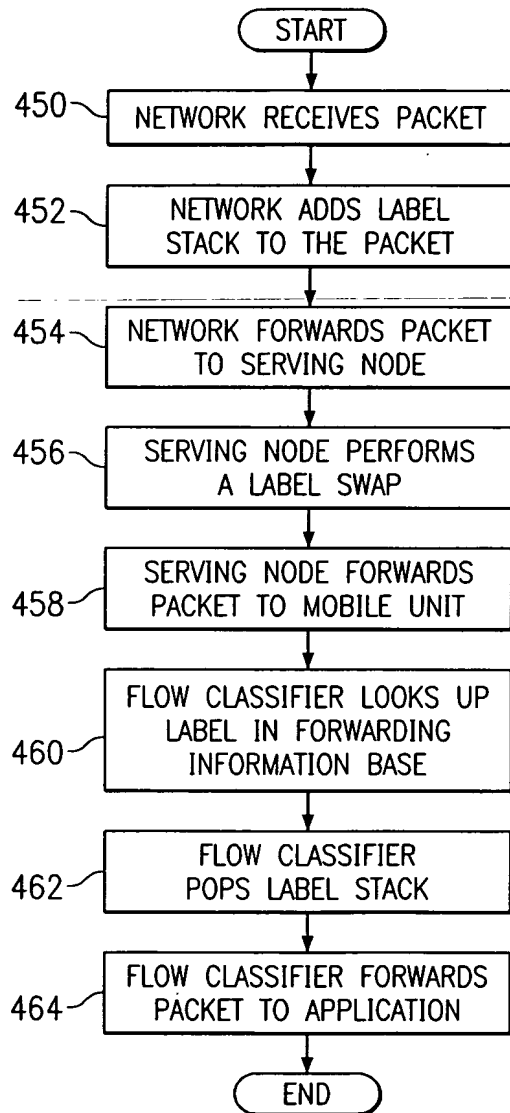 START
450
NETWORK RECEIVES PACKET
452
NETWORK ADDS LABEL
STACK TO THE PACKET
454
NETWORK FORWARDS PACKET
TO SERVING NODE
456
SERVING NODE PERFORMS
A LABEL SWAP
458
SERVING NODE FORWARDS
PACKET TO MOBILE UNIT
460
FLOW CLASSIFIER LOOKS UP
LABEL IN FORWARDING
INFORMATION BASE
462
FLOW CLASSIFIER
POPS LABEL STACK
464
FLOW CLASSIFIER FORWARDS
PACKET TO APPLICATION
END